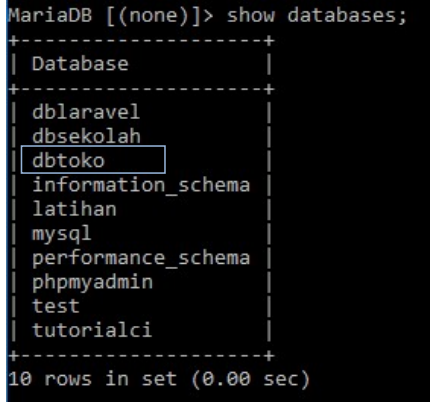 MariaDB [(none)]> show databases;
+--------------------+
| Database           |
+--------------------+
| dblaravel          |
| dbsekolah          |
| dbtoko             |
| information_schema |
| latihan            |
| mysql              |
| performance_schema |
| phpmyadmin         |
| test               |
| tutorialci         |
+--------------------+
10 rows in set (0.00 sec)